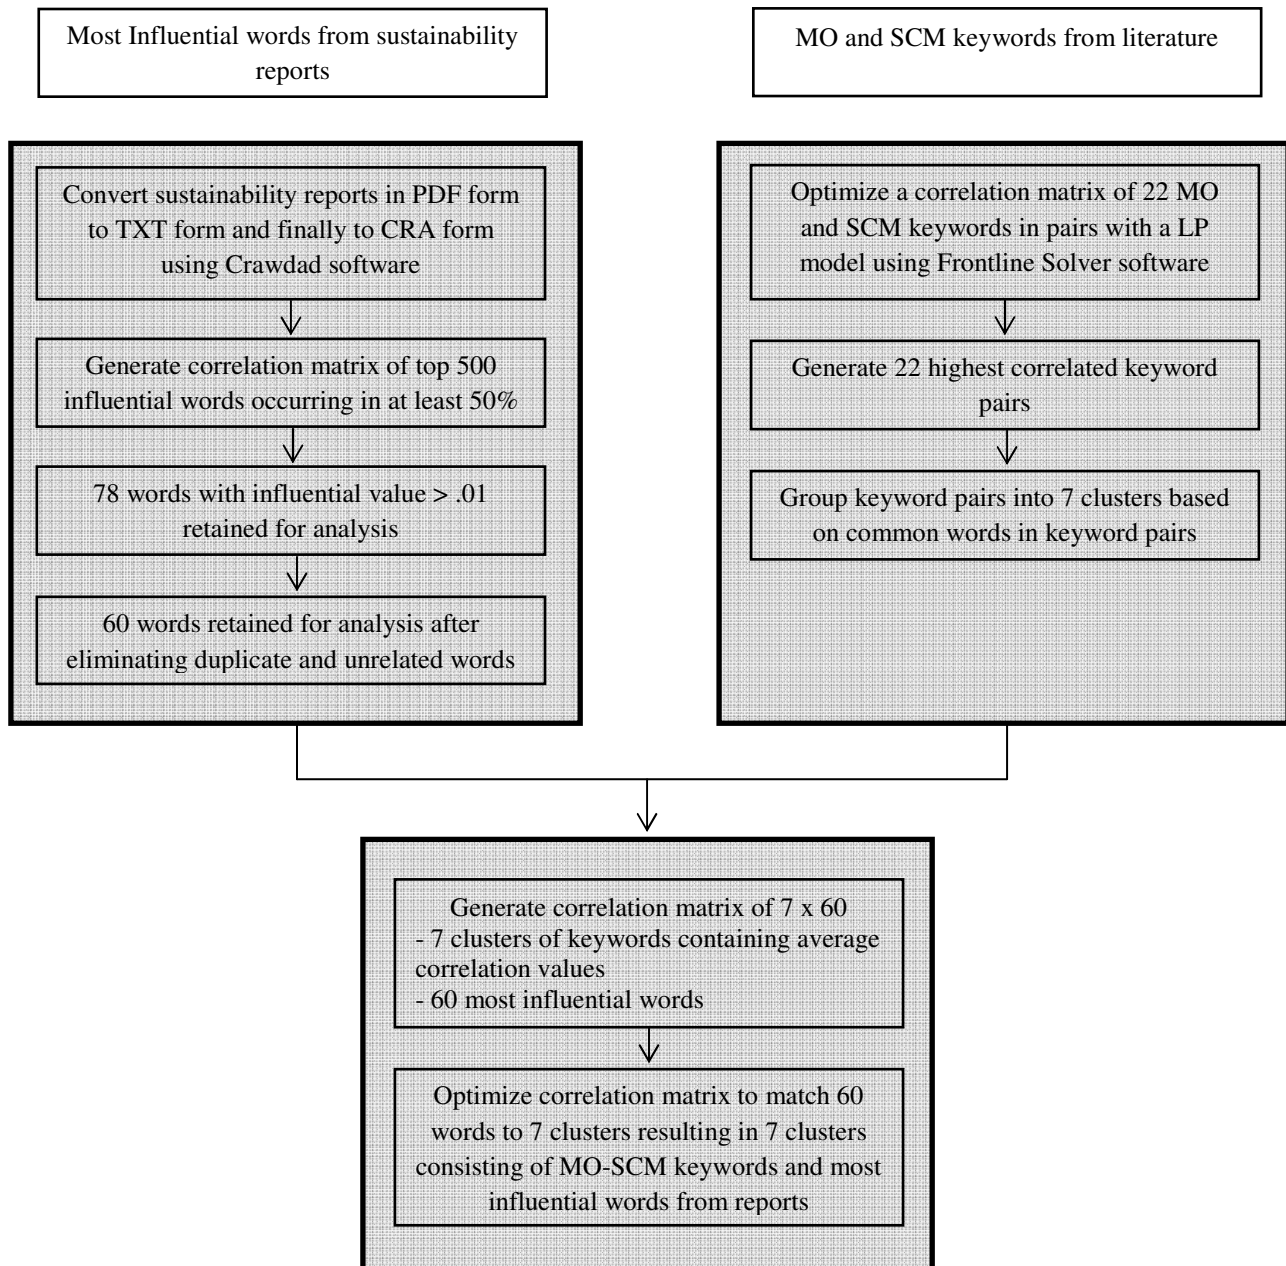 Most Influential words from sustainability
reports
MO and SCM keywords from literature
Convert sustainability reports in PDF form
to TXT form and finally to CRA form
using Crawdad software
Generate correlation matrix of top 500
influential words occurring in at least 50%
78 words with influential value > .01
retained for analysis
60 words retained for analysis after
eliminating duplicate and unrelated words
Optimize a correlation matrix of 22 MO
and SCM keywords in pairs with a LP
model using Frontline Solver software
Generate 22 highest correlated keyword
pairs
Group keyword pairs into 7 clusters based
on common words in keyword pairs
Generate correlation matrix of 7 x 60
- 7 clusters of keywords containing average
correlation values
- 60 most influential words
Optimize correlation matrix to match 60
words to 7 clusters resulting in 7 clusters
consisting of MO-SCM keywords and most
influential words from reports